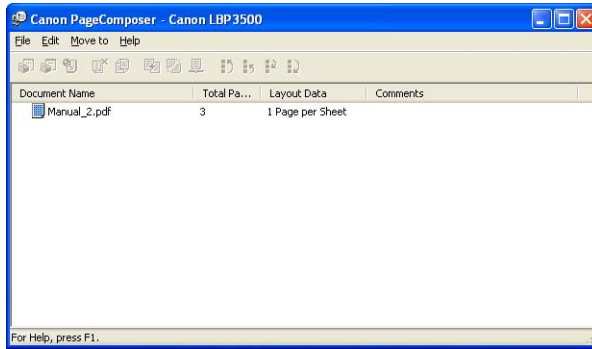 Canon PageComposer - Canon LBP3500
File Edit Move to Help
Document Name Total Pa... Layout Data Comments
Manual_2.pdf 3 1 Page per Sheet
For Help, press F1.